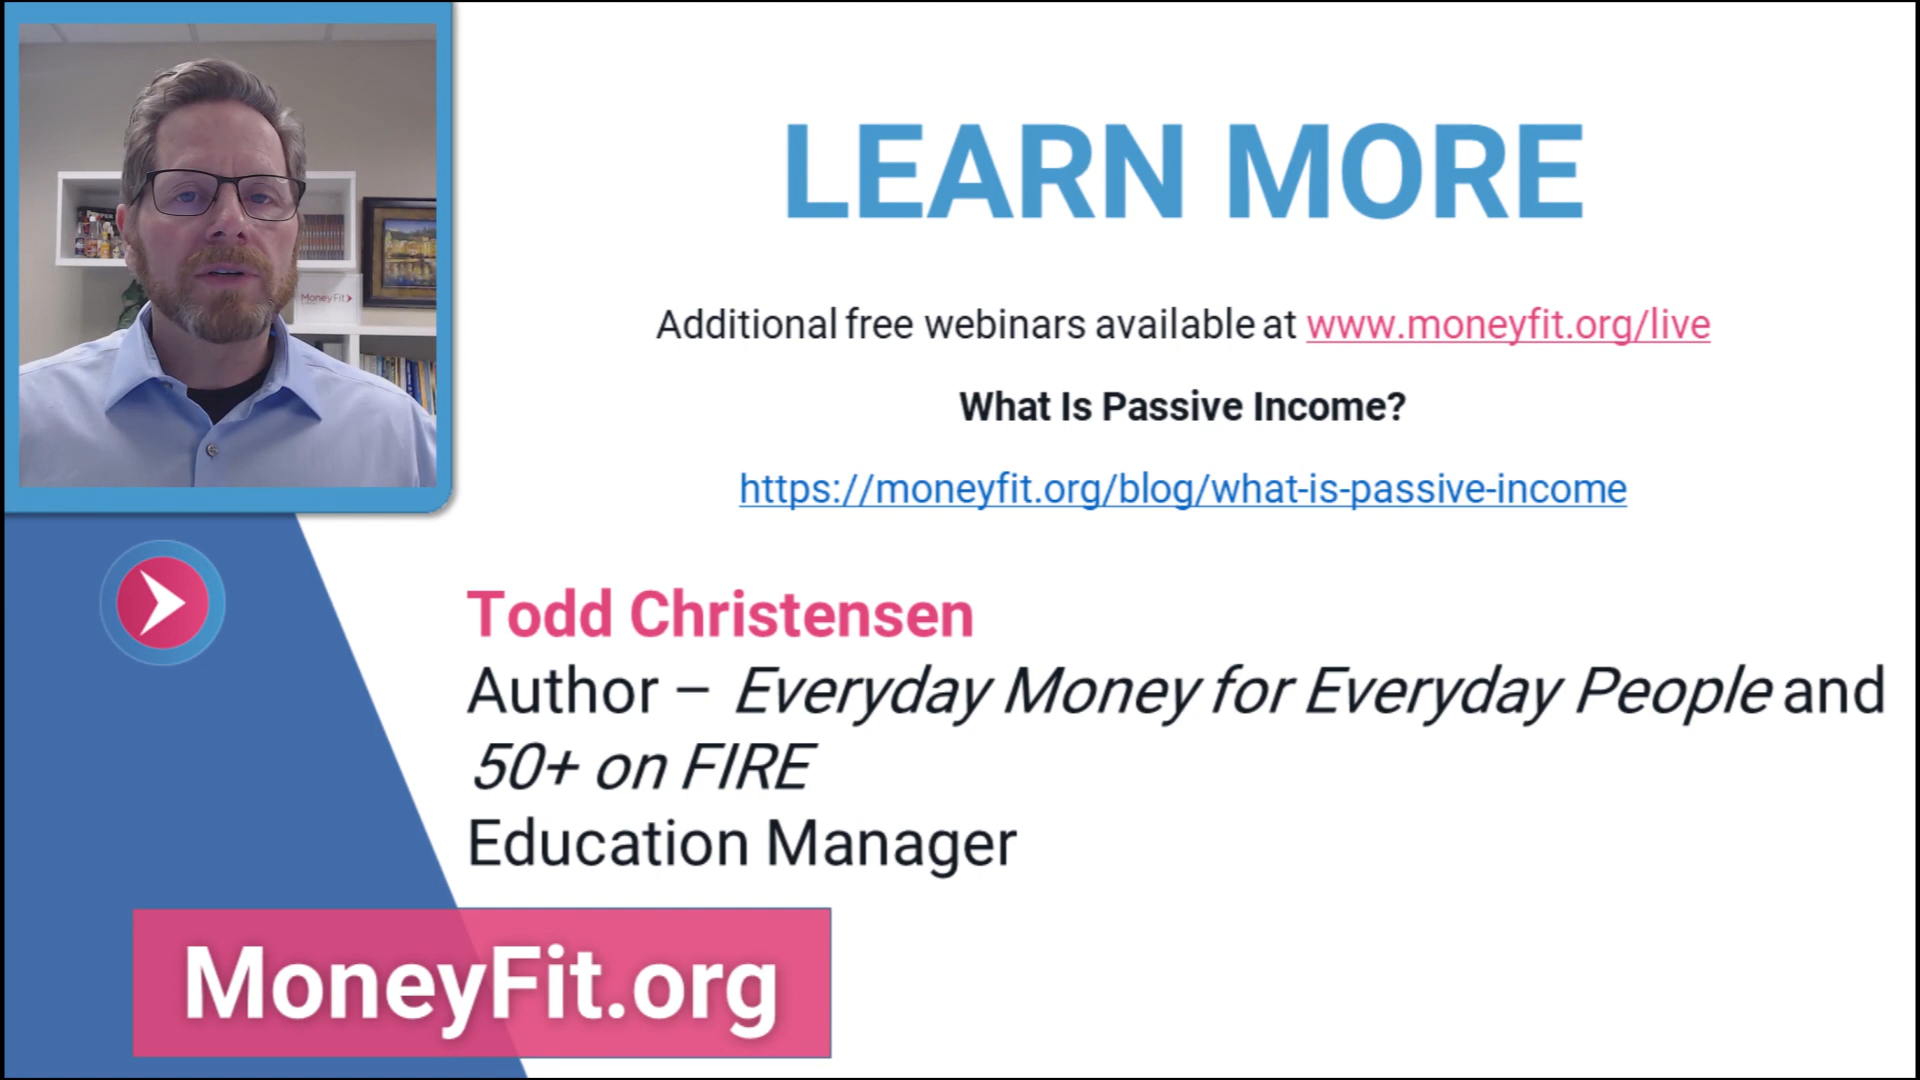 LEARN MORE
Additional free webinars available at www.moneyfit.org/live
What Is Passive Income?
https://moneyfit.org/blog/what-is-passive-income
MoneyFit
Todd Christensen
Author – Everyday Money for Everyday People and
50+ on FIRE
Education Manager
MoneyFit.org